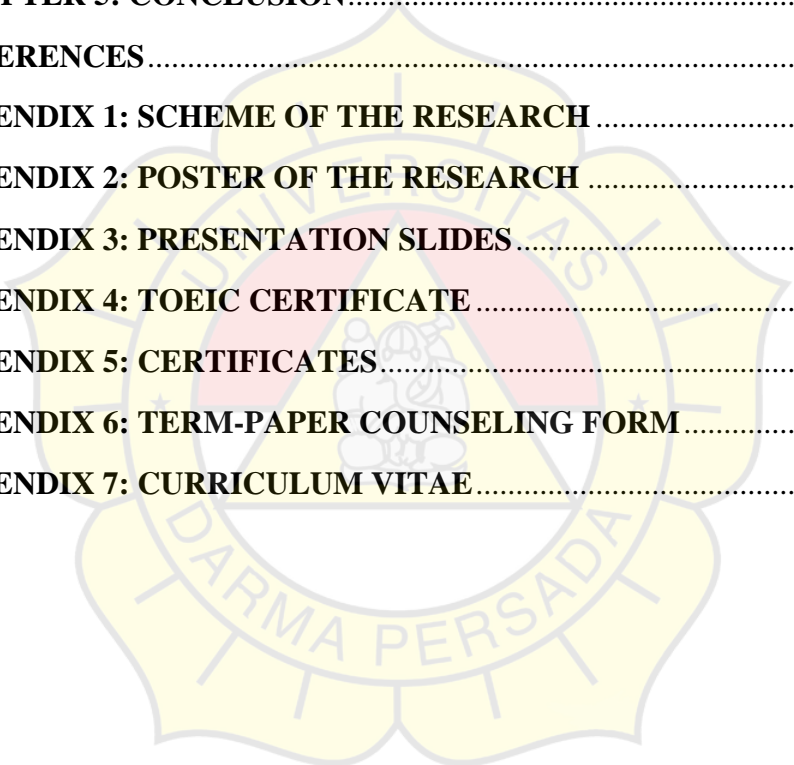 PTER 5: CONCLUSION..........................................................
ERENCES..........................................................................................
ENDIX 1: SCHEME OF THE RESEARCH ............................
ENDIX 2: POSTER OF THE RESEARCH .............................
ENDIX 3: PRESENTATION SLIDES.......................................
ENDIX 4: TOEIC CERTIFICATE .............................................
ENDIX 5: CERTIFICATES...........................................................
ENDIX 6: TERM-PAPER COUNSELING FORM................
ENDIX 7: CURRICULUM VITAE.............................................
UNIVERSITAS
DARMA PERSADA